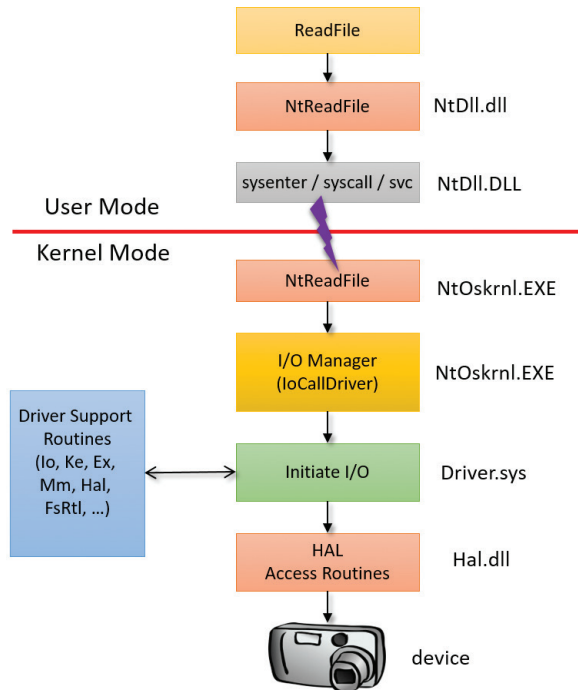 ReadFile
NtReadFile
NtDll.dll
sysenter / syscall / svc
NtDll.DLL
User Mode
Kernel Mode
NtReadFile
NtOskrnl.EXE
I/O Manager
(IoCallDriver)
NtOskrnl.EXE
Driver Support
Routines
(Io, Ke, Ex,
Mm, Hal,
FsRtl, ...)
Initiate I/O
Driver.sys
HAL
Access Routines
Hal.dll
device